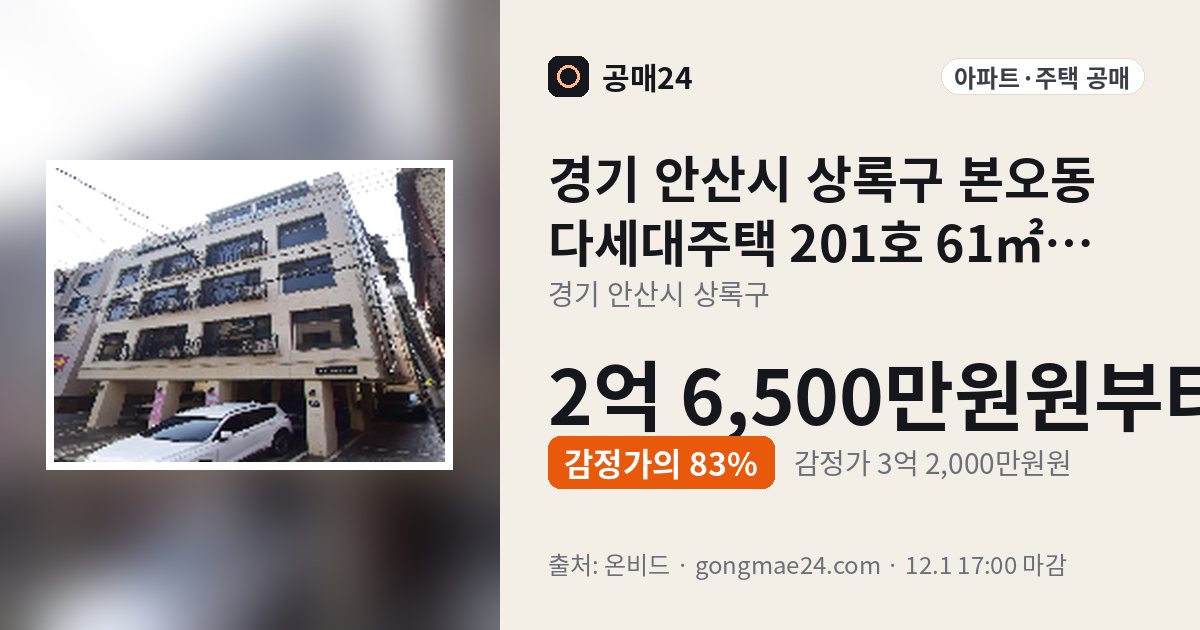 공매24
아파트·주택 공매
경기 안산시 상록구 본오동
다세대주택 201호 61㎡…
경기 안산시 상록구
2억 6,500만원원부터
감정가의 83%
감정가 3억 2,000만원원
출처: 온비드 · gongmae24.com · 12.1 17:00 마감